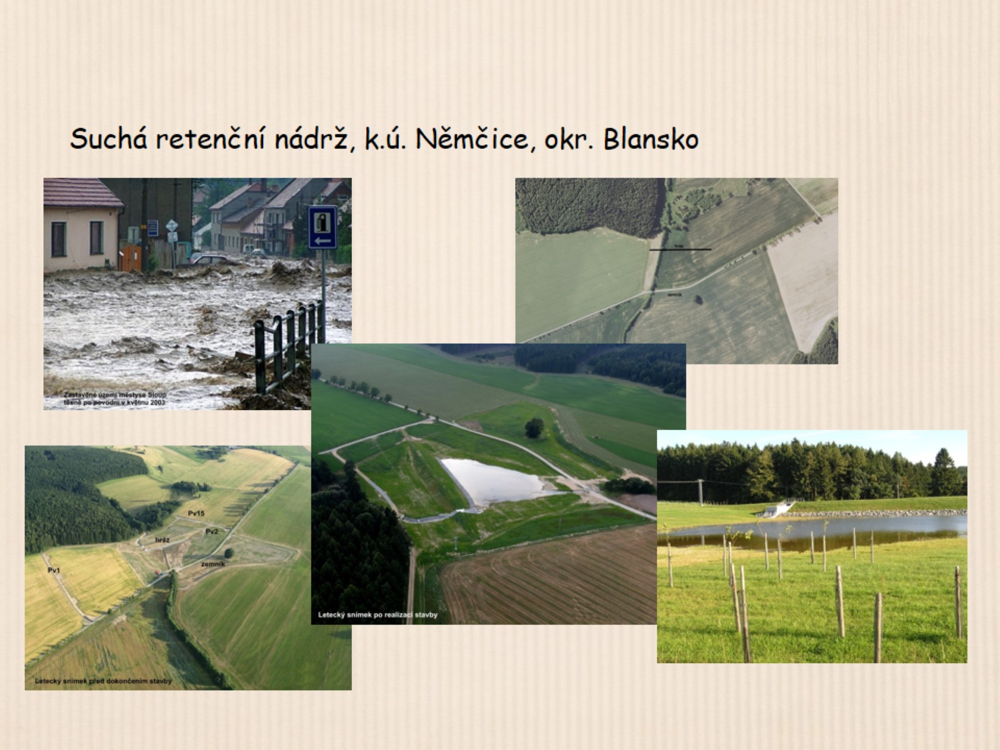 Suchá retenční nádrž, k.ú. Němčice, okr. Blansko
hráz
zemník
Zastavěné území městyse Sloup
těsně po povodni v květnu 2003
Pv15
Pv2
hráz
zemník
Pv1
Letecký snímek před dokončením stavby
Letecký snímek po realizaci stavby